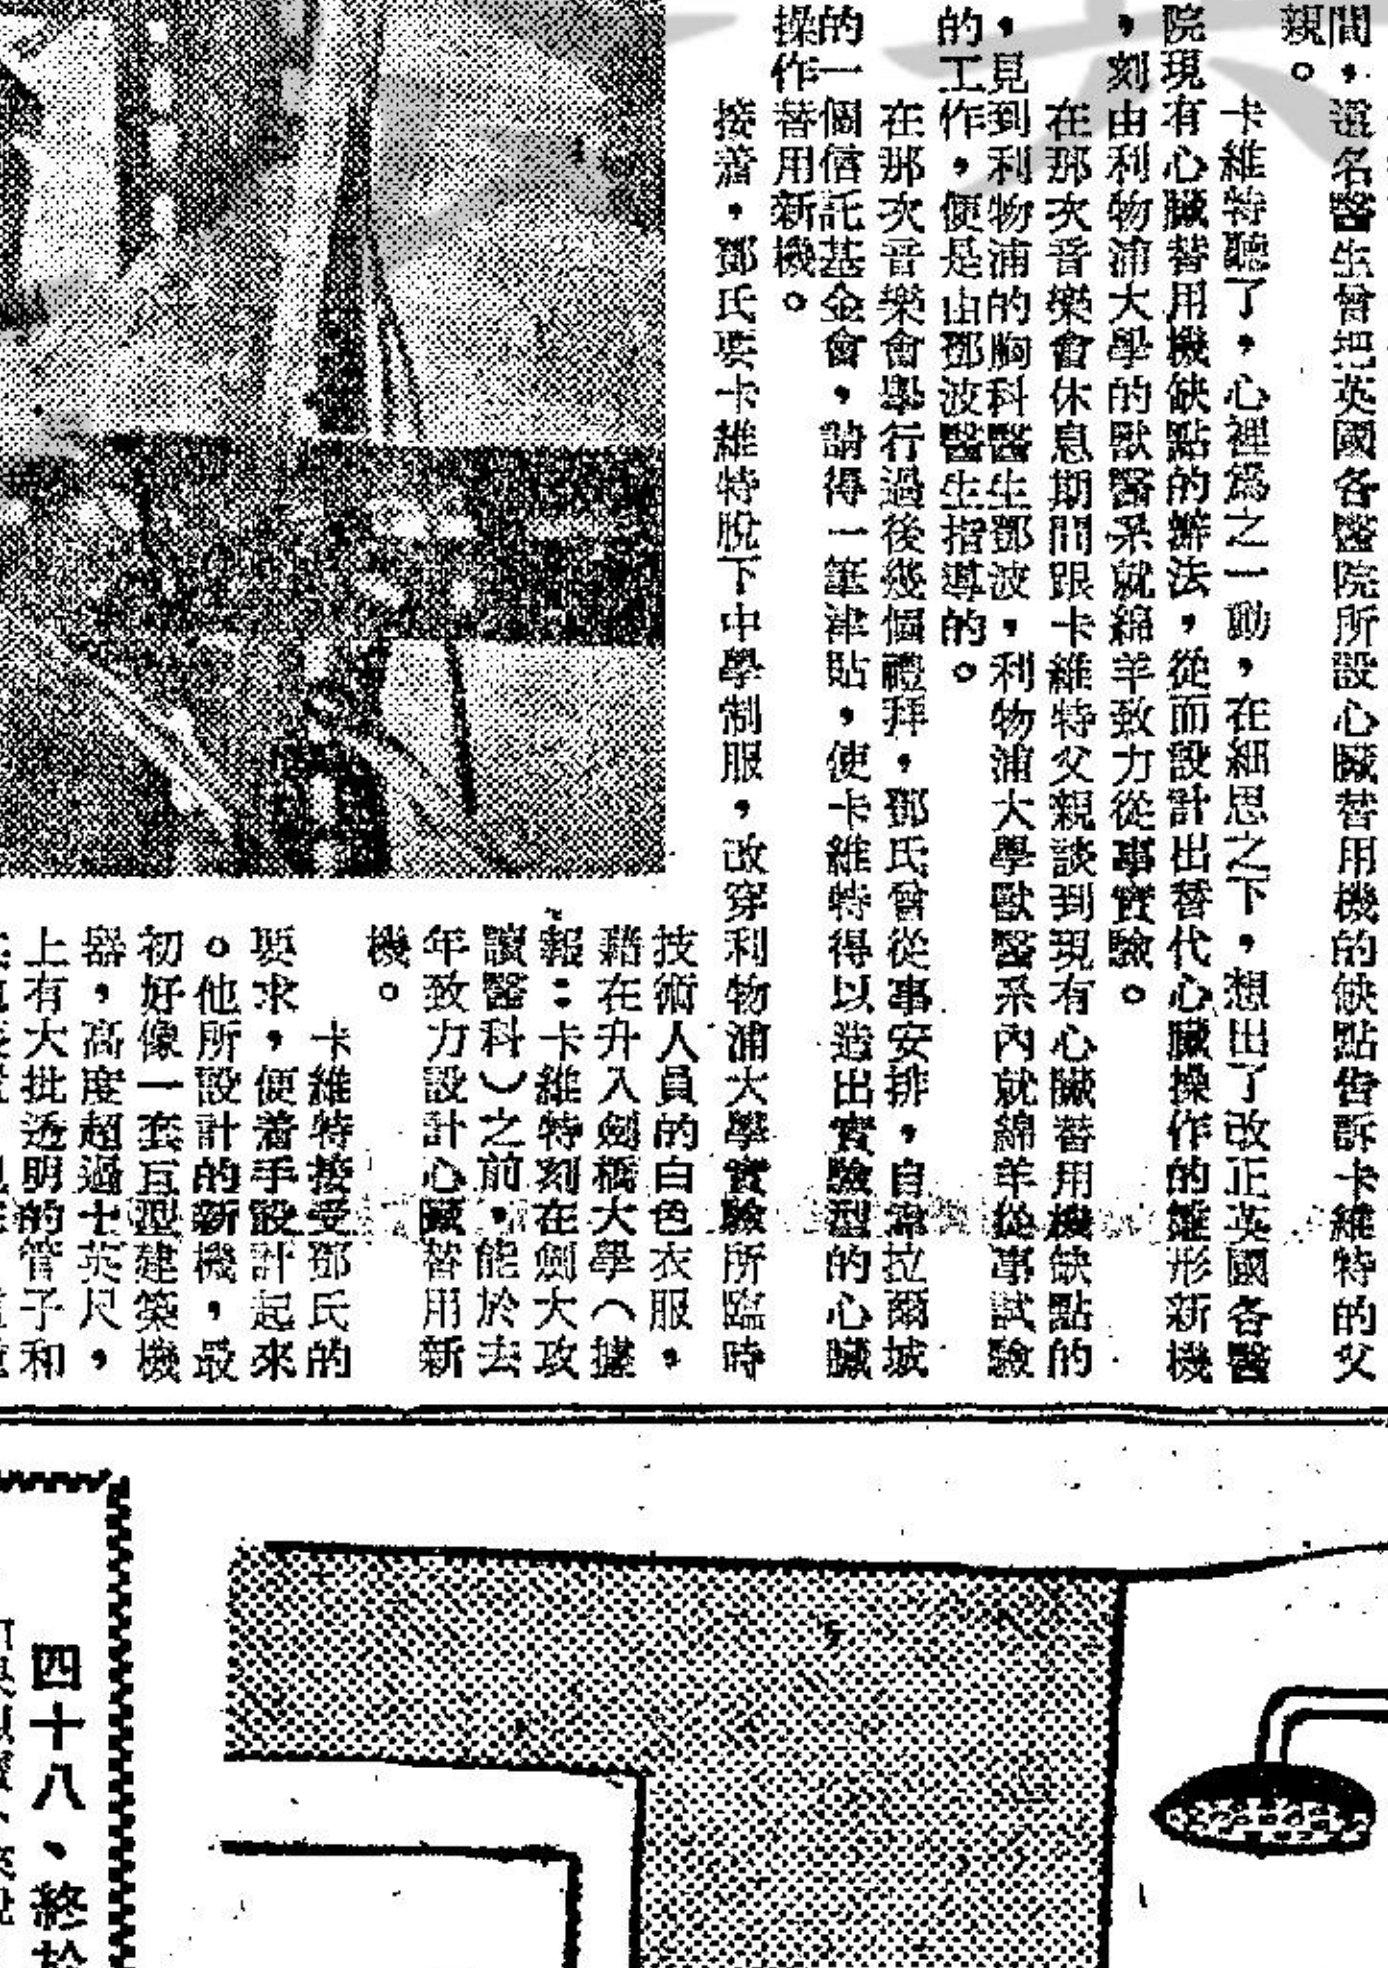 間，這名醫生曾把英國各醫院所設心臟替用機的缺點告訴卡維特的父
親。
卡維特聽了，心裡為之一動，在細思之下，想出了改正英國各醫
院現有心臟替用機缺點的辦法，從而設計出替代心臟操作的雛形新機
，刻由利物浦大學的獸醫系就綿羊致力從事實驗。
在那次音樂會休息期間跟卡維特父親談到現有心臟替用機缺點的
，見到利物浦的胸科醫生鄧波，利物浦大學獸醫系內就綿羊從事試驗
的工作，便是由鄧波醫生指導的。
在那次音樂會舉行過後幾個禮拜，鄧氏曾從事安排，自韋拉爾城
的一個信託基金會，請得一筆津貼，使卡維特得以造出實驗型的心臟
操作替用新機。
接着，鄧氏要卡維特脫下中學制服，改穿利物浦大學實驗所臨時
技術人員的白色衣服，
藉在升入劍橋大學（據
報：卡維特刻在劍大攻
讀醫科）之前，能於去
年致力設計心臟替用新
機。
卡維特接受鄧氏的
要求，便着手設計起來
。他所設計的新機，最
初好像一套巨型建築機
器，高度超過十英尺，
上有大批透明的管子和
四十八、終於